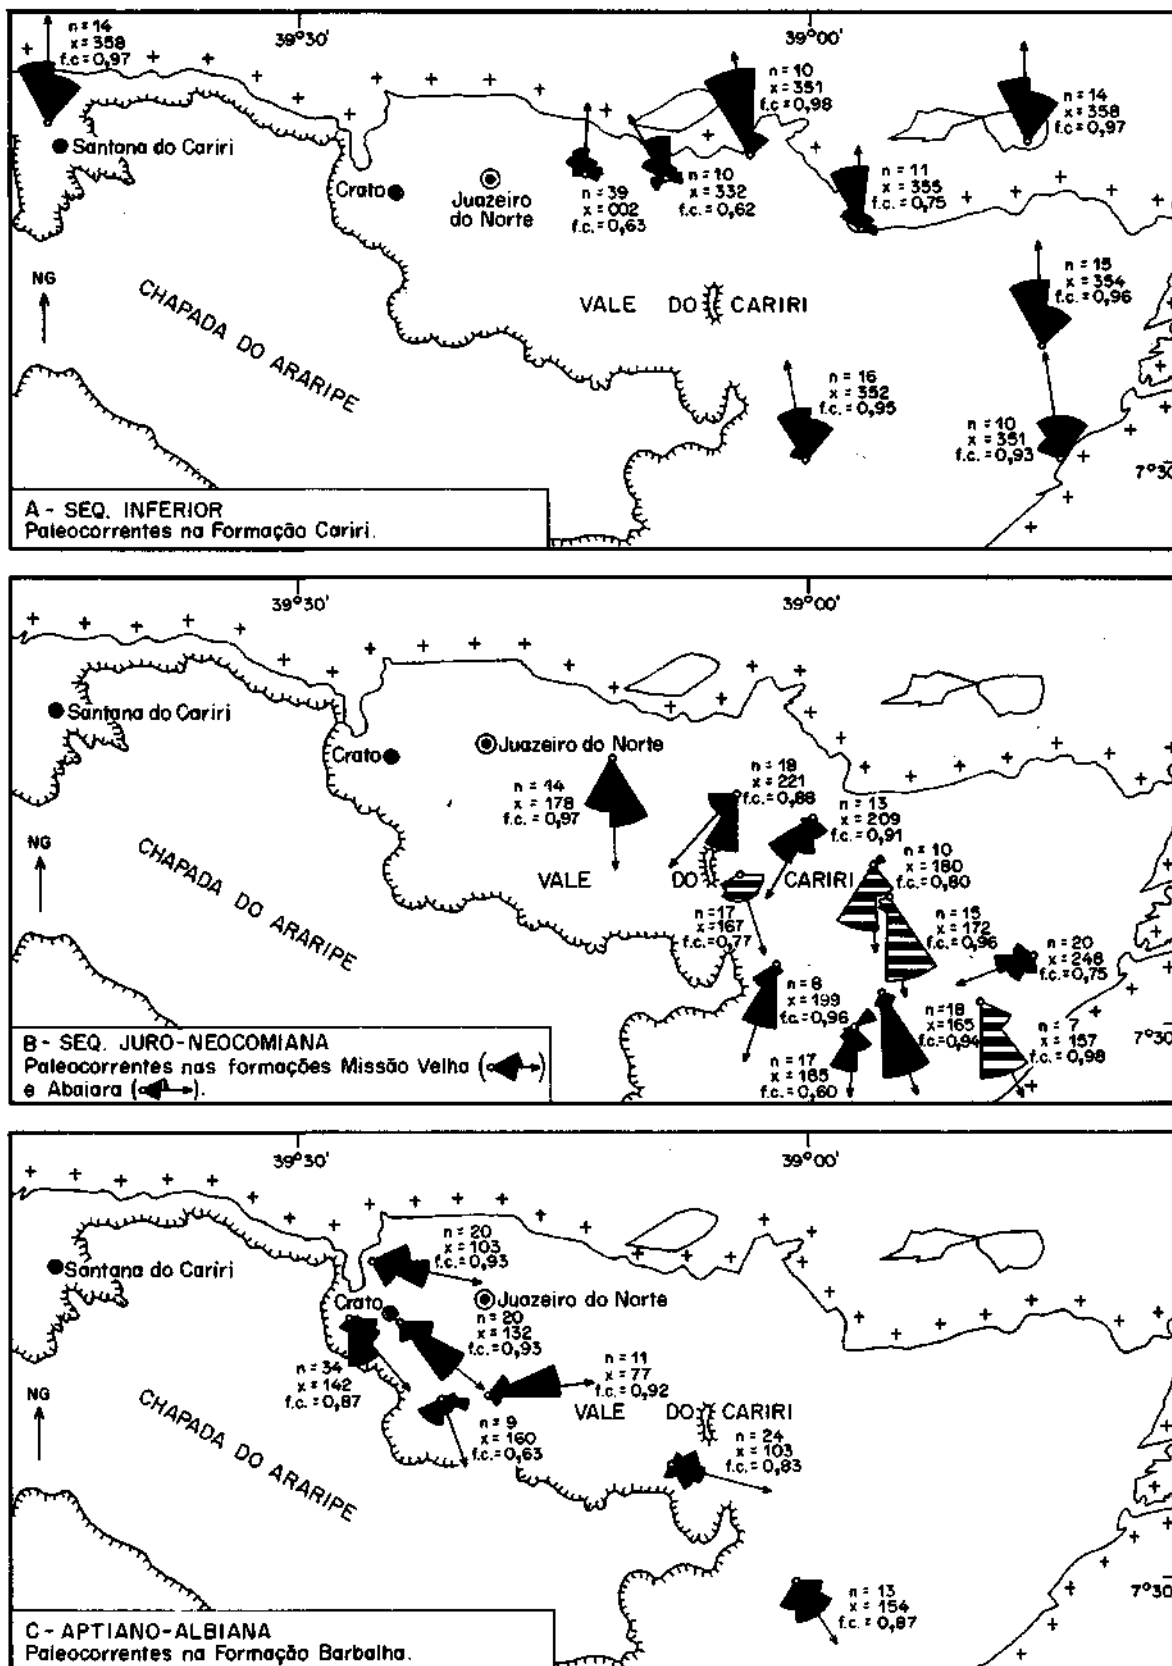 39°30'
39°00'
n = 14
x = 358
f.c = 0,97
n = 10
x = 351
f.c = 0,98
n = 14
x = 358
f.c = 0,97
Santana do Cariri
Crato
Juazeiro
do Norte
n = 39
x = 002
f.c. = 0,63
n = 10
x = 332
f.c. = 0,62
n = 11
x = 355
f.c. = 0,75
NG
CHAPADA DO ARARIPE
VALE DO CARIRI
n = 15
x = 354
f.c. = 0,96
n = 16
x = 352
f.c. = 0,95
n = 10
x = 351
f.c. = 0,93
7°30
A - SEQ. INFERIOR
Paleocorrentes na Formação Cariri.
39°30'
39°00'
Santana do Cariri
Crato
Juazeiro do Norte
n = 14
x = 178
f.c. = 0,97
n = 18
x = 221
f.c. = 0,88
n = 13
x = 209
f.c. = 0,91
n = 10
x = 180
f.c. = 0,80
NG
CHAPADA DO ARARIPE
VALE DO CARIRI
n = 17
x = 167
f.c. = 0,77
n = 15
x = 172
f.c. = 0,96
n = 20
x = 248
f.c. = 0,75
n = 8
x = 199
f.c. = 0,96
n = 18
x = 165
f.c. = 0,94
n = 7
x = 157
f.c. = 0,98
n = 17
x = 185
f.c. = 0,60
7°30
B - SEQ. JURO-NEOCOMIANA
Paleocorrentes nas formações Missão Velha ( )
e Abaiara ( ).
39°30'
39°00'
Santana do Cariri
n = 20
x = 103
f.c. = 0,93
Crato
Juazeiro do Norte
n = 20
x = 132
f.c. = 0,93
n = 34
x = 142
f.c. = 0,87
n = 11
x = 77
f.c. = 0,92
NG
CHAPADA DO ARARIPE
VALE DO CARIRI
n = 9
x = 160
f.c. = 0,63
n = 24
x = 103
f.c. = 0,83
n = 13
x = 154
f.c. = 0,87
7°30
C - APTIANO-ALBIANA
Paleocorrentes na Formação Barbalha.